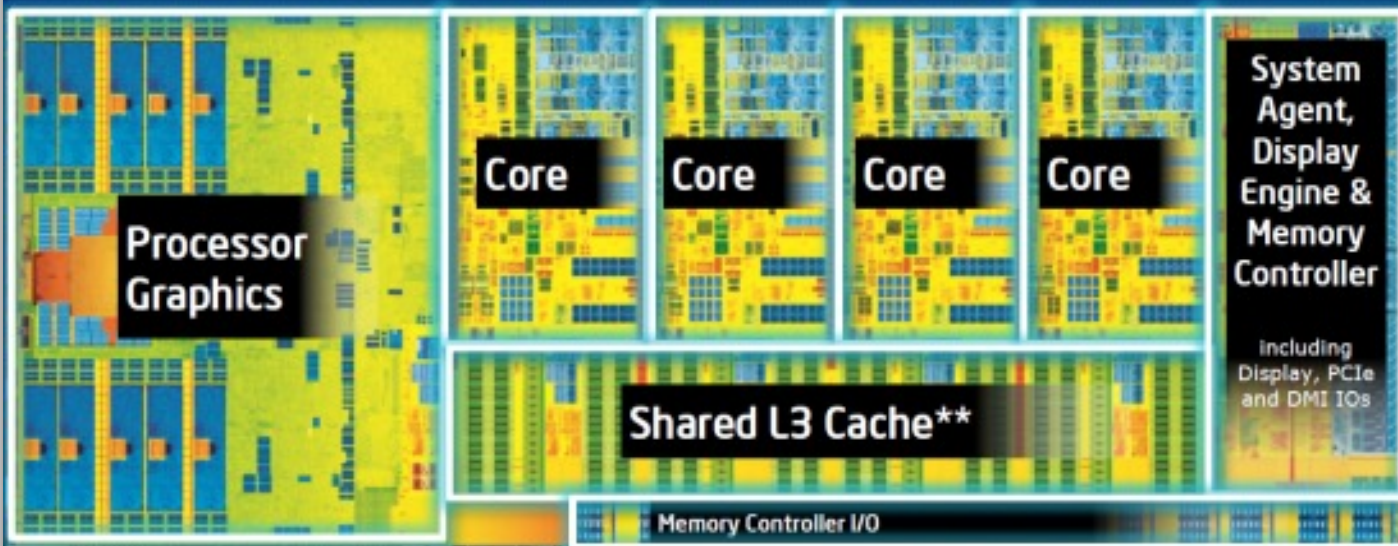 Processor
Graphics
Core
Core
Core
Core
System
Agent,
Display
Engine &
Memory
Controller
including
Display, PCIe
and DMI IOs
Shared L3 Cache**
Memory Controller I/O